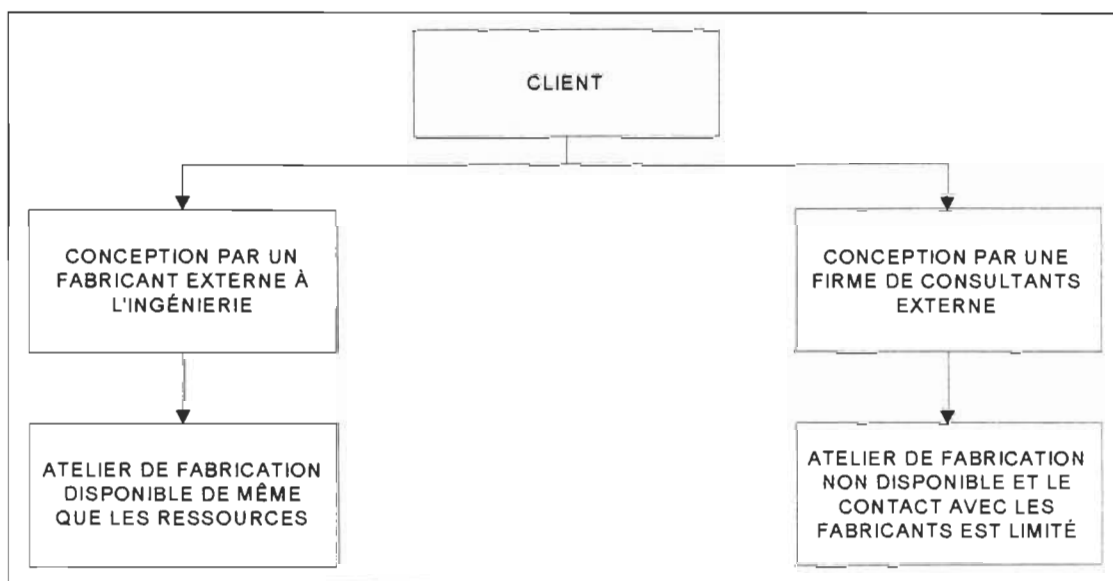 CLIENT
CONCEPTION PAR UN
FABRICANT EXTERNE À
L'INGÉNIERIE
CONCEPTION PAR UNE
FIRME DE CONSULTANTS
EXTERNE
ATELIER DE FABRICATION
DISPONIBLE DE MÊME
QUE LES RESSOURCES
ATELIER DE FABRICATION
NON DISPONIBLE ET LE
CONTACT AVEC LES
FABRICANTS EST LIMITÉ